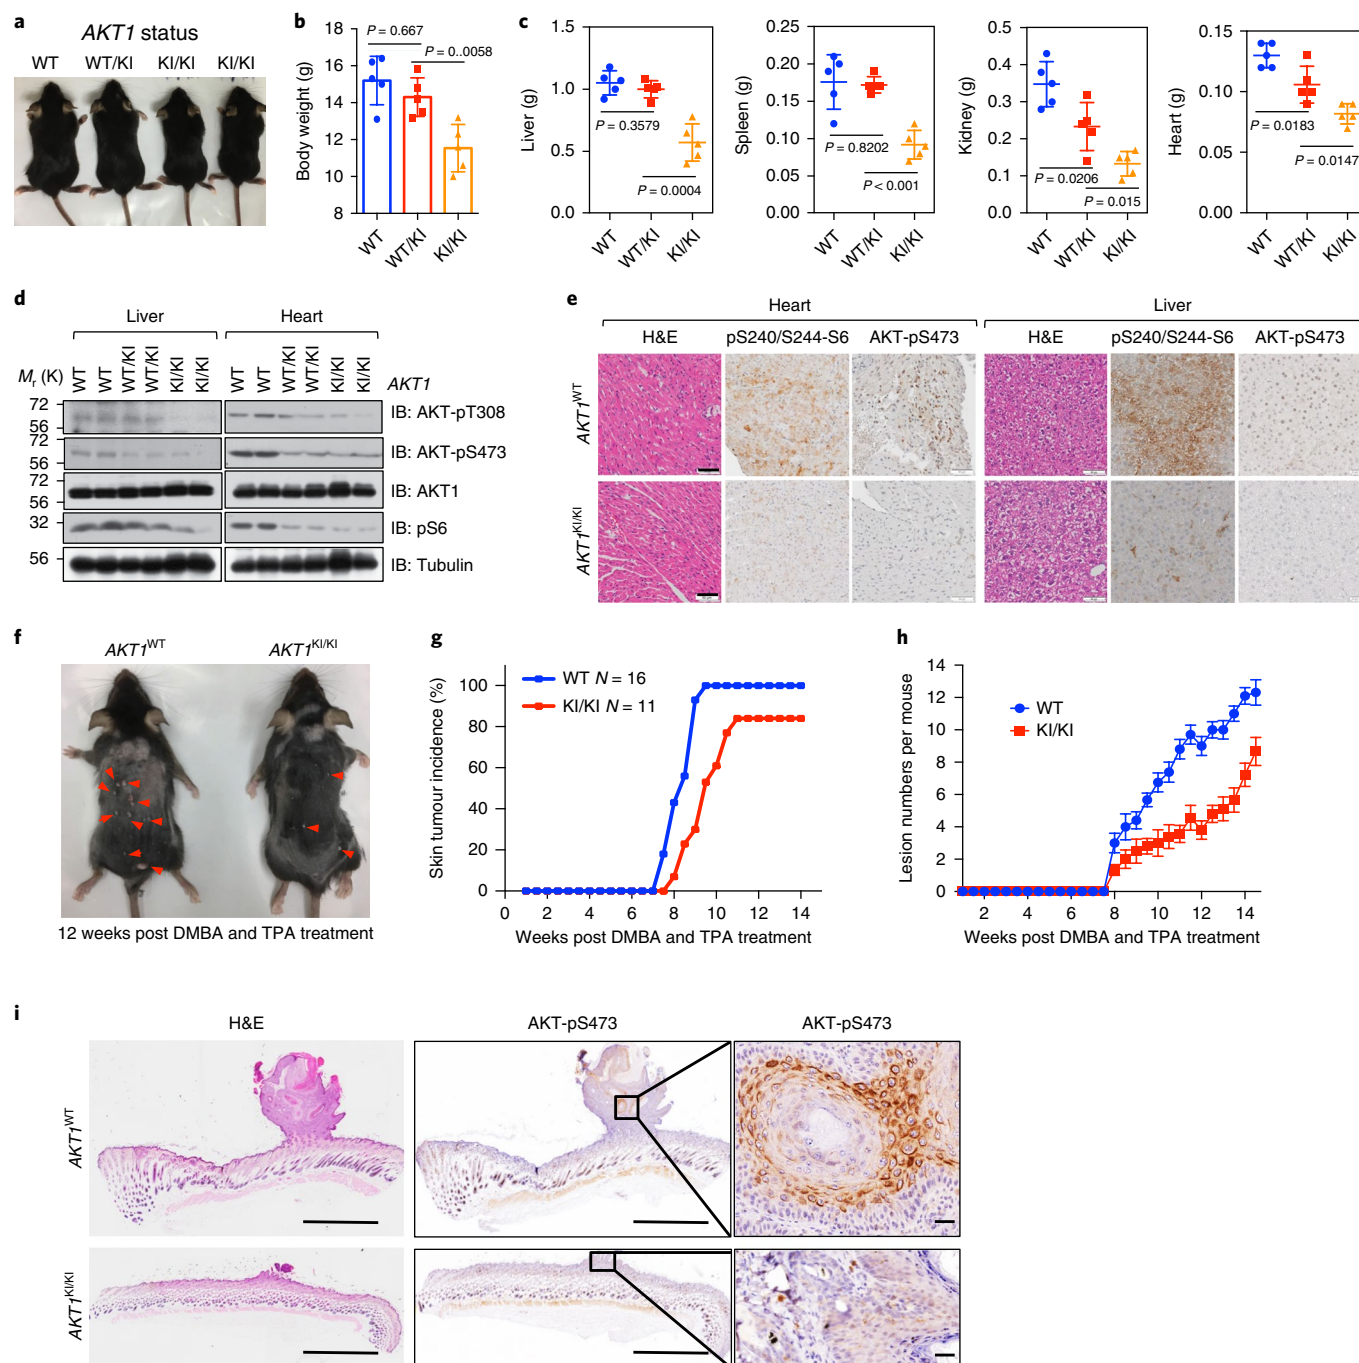 a
AKT1 status
WT WT/KI KI/KI KI/KI
b
Body weight (g)
18
16
14
12
10
8
P = 0.667
P = 0..0058
WT WT/KI KI/KI
c
Liver (g)
1.5
1.0
0.5
0.0
P = 0.3579
P = 0.0004
WT WT/KI KI/KI
Spleen (g)
0.25
0.20
0.15
0.10
0.05
0.00
P = 0.8202
P < 0.001
WT WT/KI KI/KI
Kidney (g)
0.5
0.4
0.3
0.2
0.1
0.0
P = 0.0206
P = 0.015
WT WT/KI KI/KI
Heart (g)
0.15
0.10
0.05
0.00
P = 0.0183
P = 0.0147
WT WT/KI KI/KI
d
Liver Heart
Mr (K) WT WT WT/KI WT/KI KI/KI KI/KI WT WT WT/KI WT/KI KI/KI KI/KI AKT1
72
56
IB: AKT-pT308
72
56
IB: AKT-pS473
72
56
IB: AKT1
32
IB: pS6
56
IB: Tubulin
e
Heart Liver
H&E pS240/S244-S6 AKT-pS473 H&E pS240/S244-S6 AKT-pS473
AKT1WT
AKT1KI/KI
f
AKT1WT AKT1KI/KI
12 weeks post DMBA and TPA treatment
g
Skin tumour incidence (%)
100
80
60
40
20
0
WT N = 16
KI/KI N = 11
0 2 4 6 8 10 12 14
Weeks post DMBA and TPA treatment
h
Lesion numbers per mouse
14
12
10
8
6
4
2
0
WT
KI/KI
2 4 6 8 10 12 14
Weeks post DMBA and TPA treatment
i
H&E AKT-pS473 AKT-pS473
AKT1WT
AKT1KI/KI